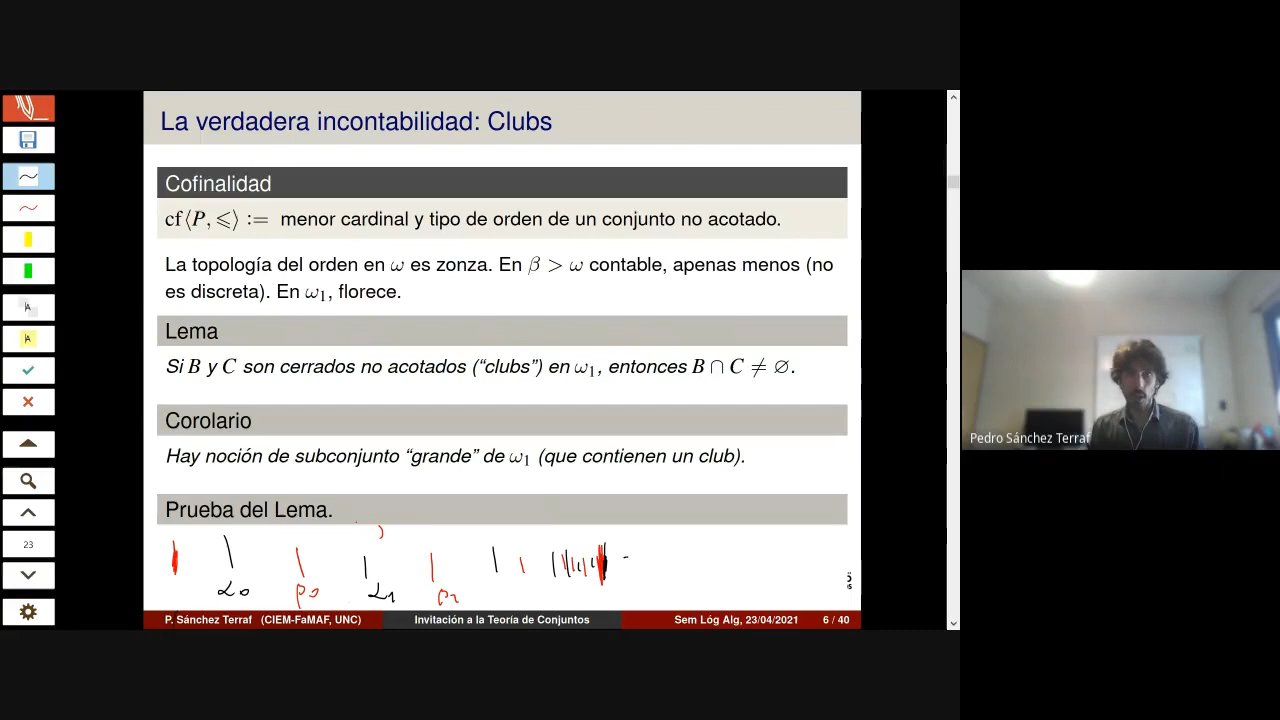 La verdadera incontabilidad: Clubs
Cofinalidad
cf⟨P, ⩽⟩ := menor cardinal y tipo de orden de un conjunto no acotado.
La topología del orden en ω es zonza. En β > ω contable, apenas menos (no
es discreta). En ω₁, florece.
Lema
Si B y C son cerrados no acotados (“clubs”) en ω₁, entonces B ∩ C ≠ ∅.
Corolario
Hay noción de subconjunto “grande” de ω₁ (que contienen un club).
Prueba del Lema.
α₀ β₀ α₁
P. Sánchez Terraf (CIEM-FaMAF, UNC) Invitación a la Teoría de Conjuntos Sem Lóg Alg, 23/04/2021 6 / 40
23
Pedro Sánchez Terraf